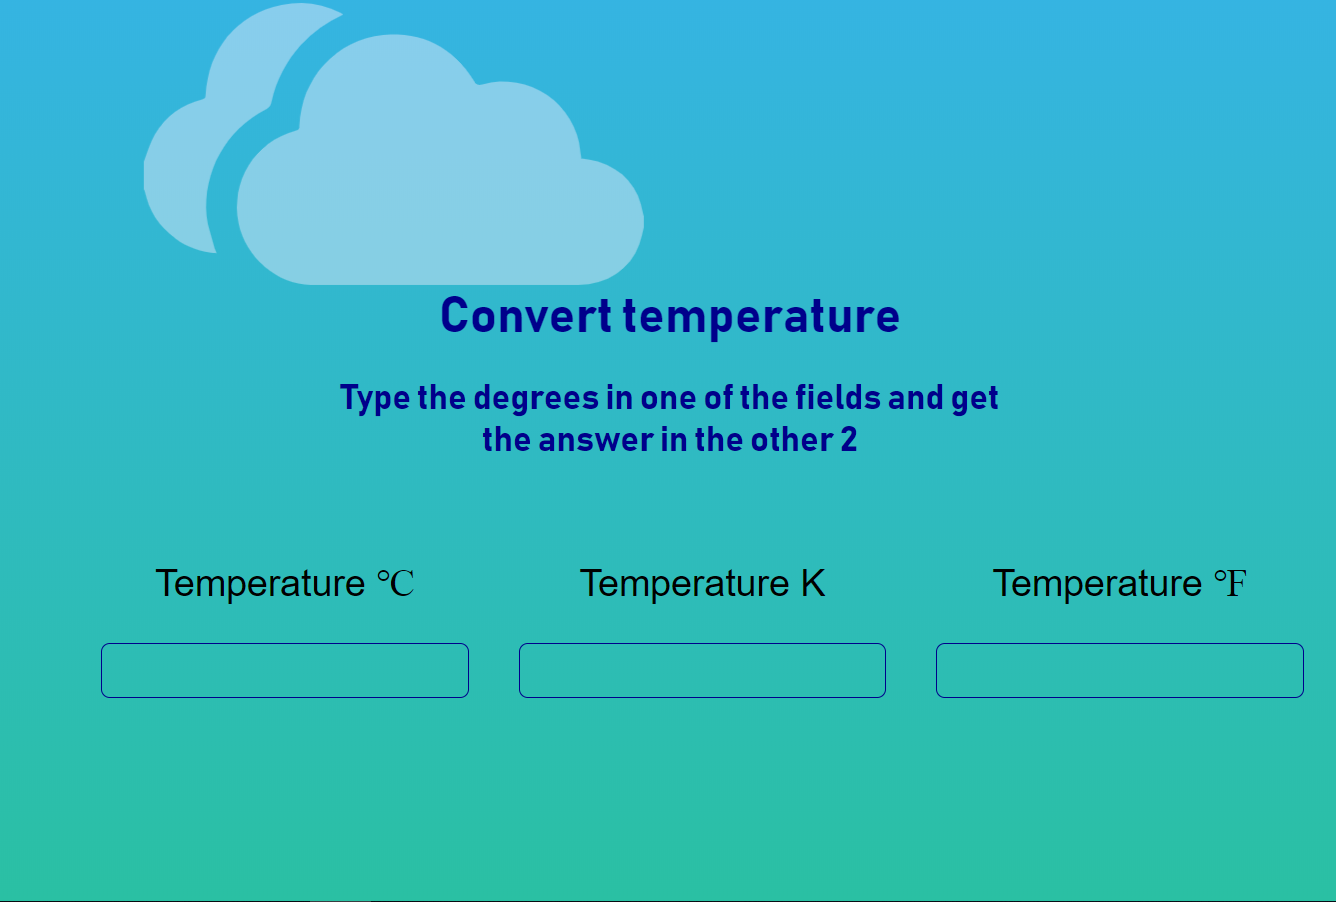 Convert temperature
Type the degrees in one of the fields and get
the answer in the other 2
Temperature ℃
Temperature K
Temperature ℉